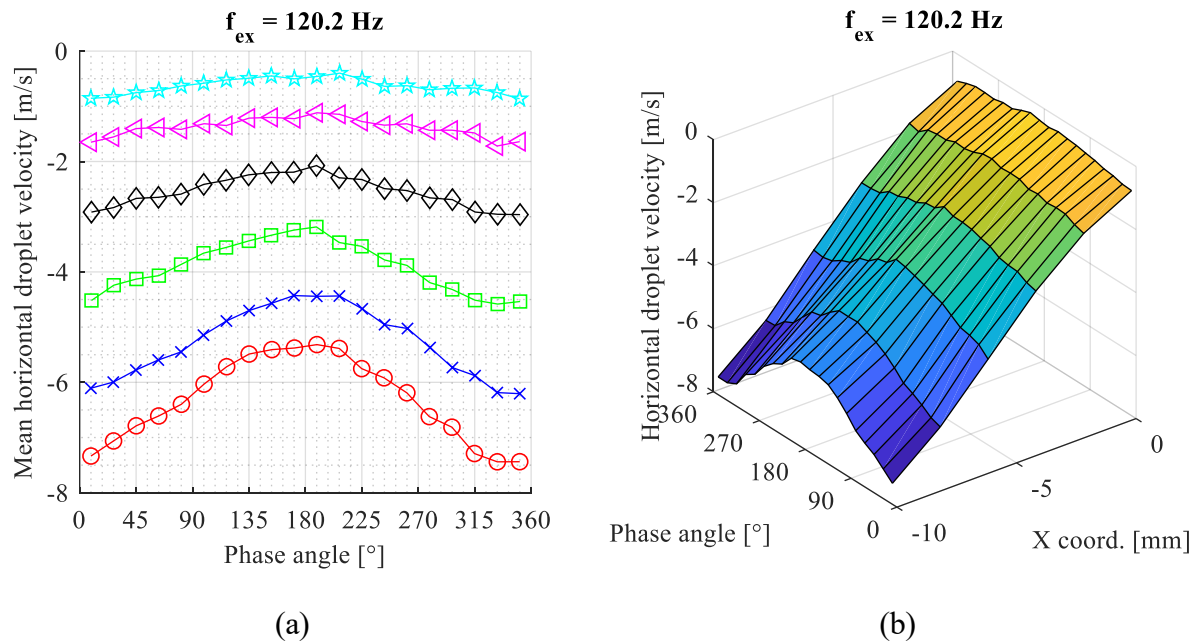 f_ex = 120.2 Hz
Mean horizontal droplet velocity [m/s]
0
-2
-4
-6
-8
0 45 90 135 180 225 270 315 360
Phase angle [°]
(a)
f_ex = 120.2 Hz
Horizontal droplet velocity [m/s]
0
-2
-4
-6
-8
360
270
180
90
0
Phase angle [°]
-10
-5
0
X coord. [mm]
(b)